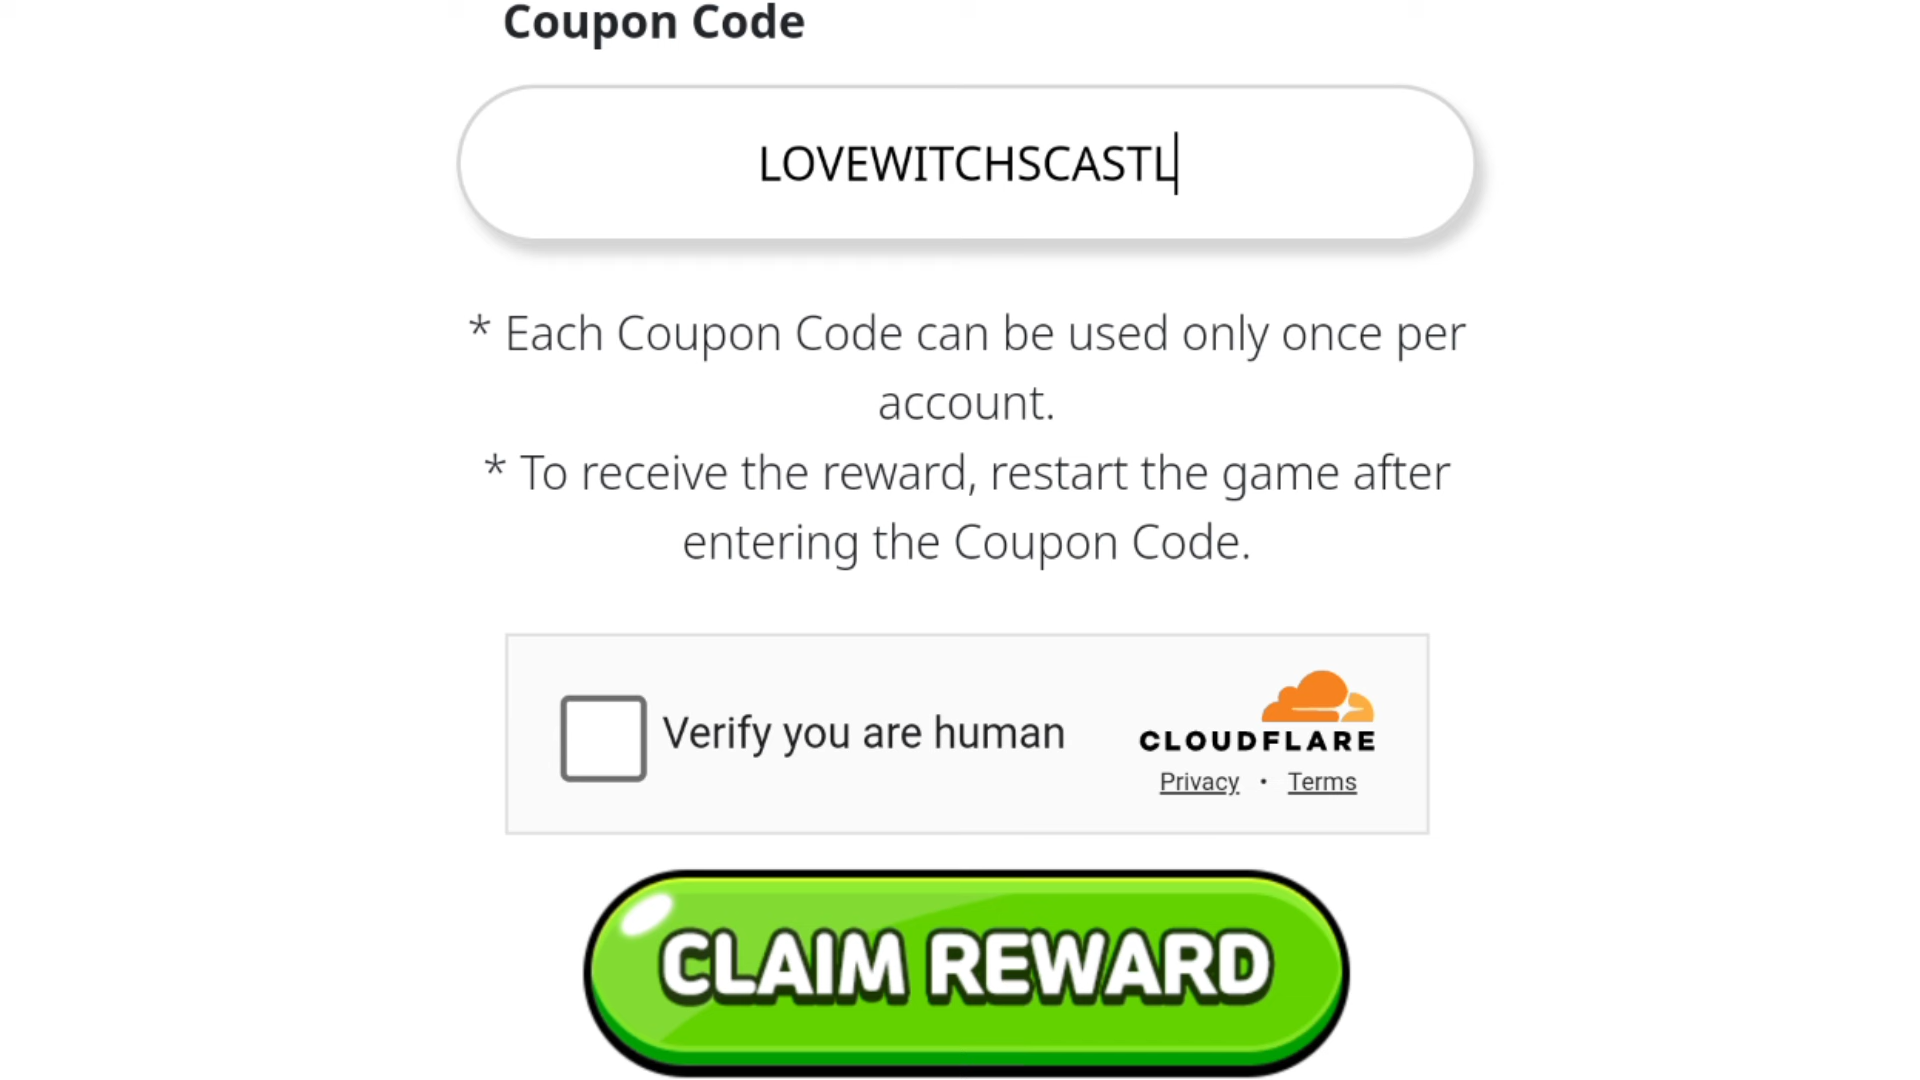 Coupon Code
LOVEWITCHSCASTL
* Each Coupon Code can be used only once per
account.
* To receive the reward, restart the game after
entering the Coupon Code.
Verify you are human
CLOUDFLARE
Privacy • Terms
CLAIM REWARD